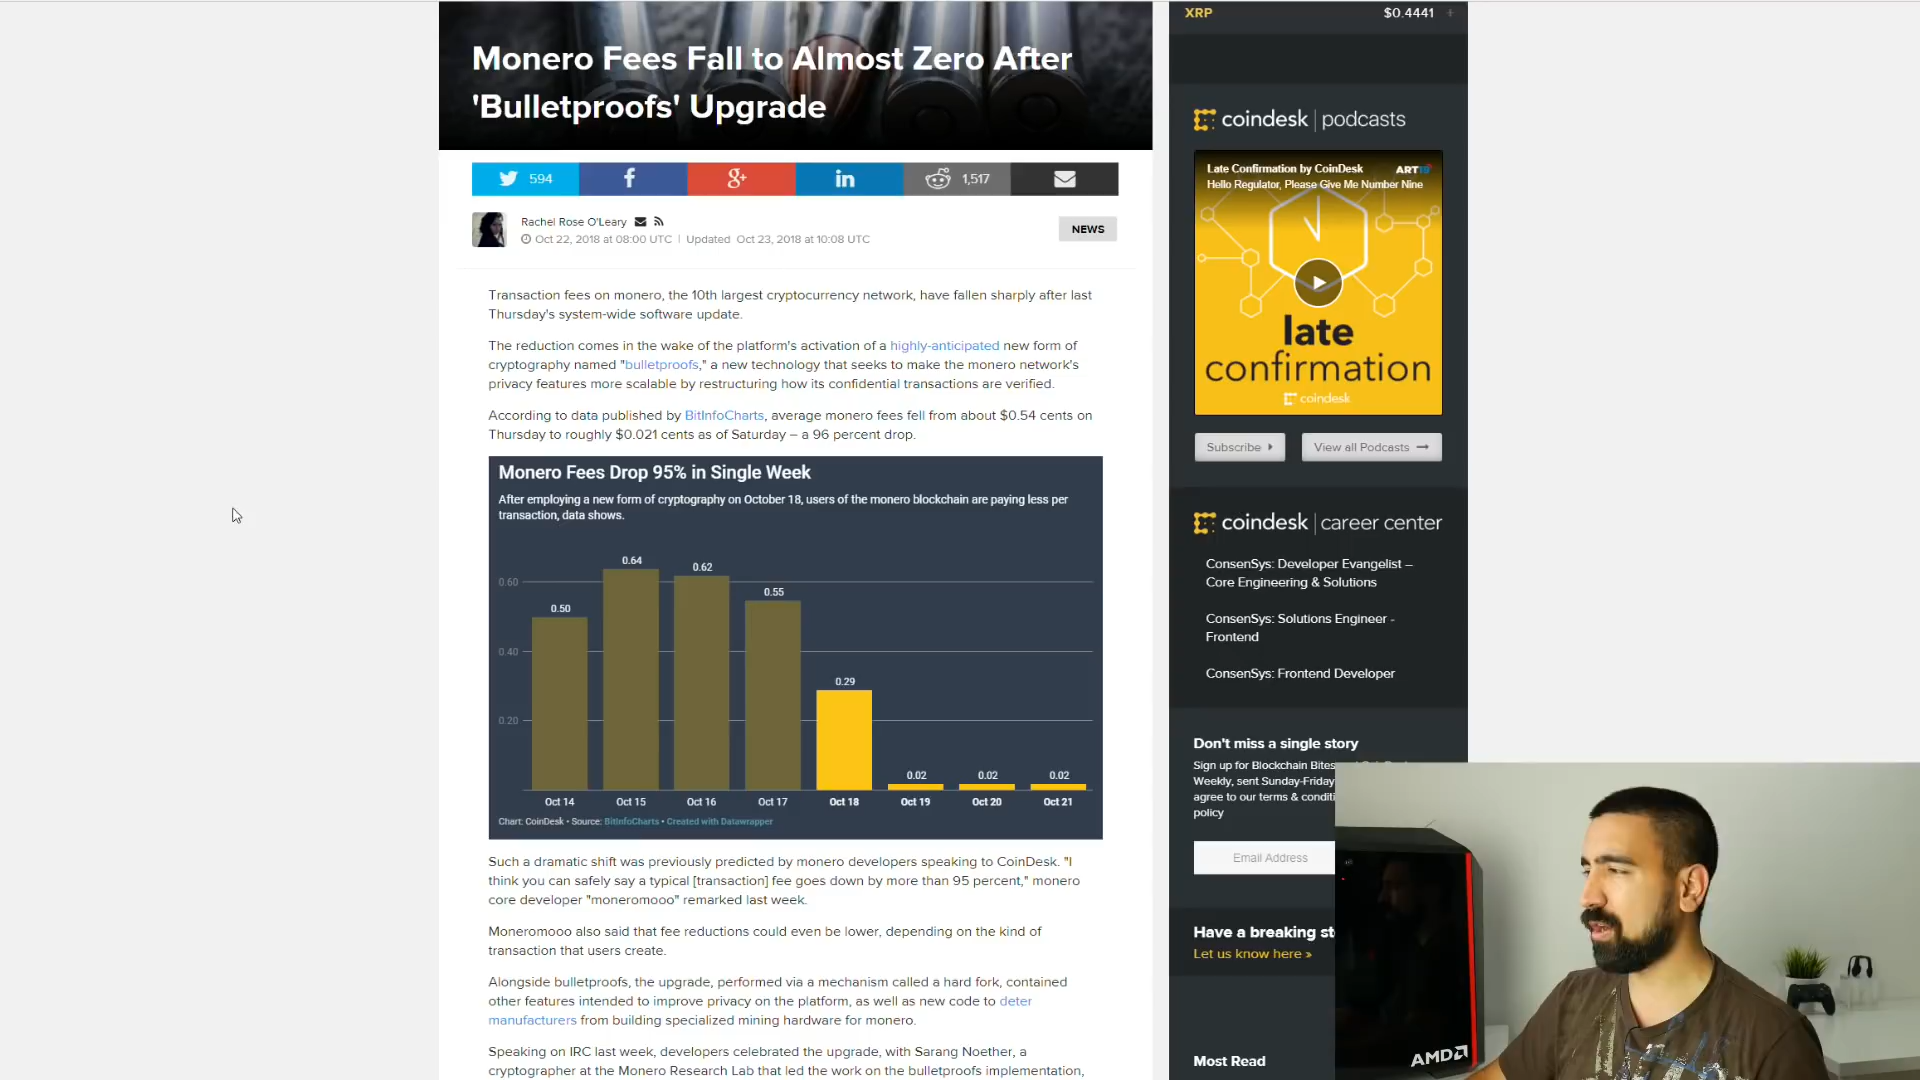 Monero Fees Fall to Almost Zero After
'Bulletproofs' Upgrade
594
1,517
Rachel Rose O'Leary
Oct 22, 2018 at 08:00 UTC | Updated Oct 23, 2018 at 10:08 UTC
NEWS
Transaction fees on monero, the 10th largest cryptocurrency network, have fallen sharply after last
Thursday's system-wide software update.
The reduction comes in the wake of the platform's activation of a highly-anticipated new form of
cryptography named "bulletproofs," a new technology that seeks to make the monero network's
privacy features more scalable by restructuring how its confidential transactions are verified.
According to data published by BitInfoCharts, average monero fees fell from about $0.54 cents on
Thursday to roughly $0.021 cents as of Saturday – a 96 percent drop.
Monero Fees Drop 95% in Single Week
After employing a new form of cryptography on October 18, users of the monero blockchain are paying less per
transaction, data shows.
0.60
0.40
0.20
0.50
0.64
0.62
0.55
0.29
0.02
0.02
0.02
Oct 14
Oct 15
Oct 16
Oct 17
Oct 18
Oct 19
Oct 20
Oct 21
Chart: CoinDesk • Source: BitInfoCharts • Created with Datawrapper
Such a dramatic shift was previously predicted by monero developers speaking to CoinDesk. "I
think you can safely say a typical [transaction] fee goes down by more than 95 percent," monero
core developer "moneromooo" remarked last week.
Moneromooo also said that fee reductions could even be lower, depending on the kind of
transaction that users create.
Alongside bulletproofs, the upgrade, performed via a mechanism called a hard fork, contained
other features intended to improve privacy on the platform, as well as new code to deter
manufacturers from building specialized mining hardware for monero.
Speaking on IRC last week, developers celebrated the upgrade, with Sarang Noether, a
cryptographer at the Monero Research Lab that led the work on the bulletproofs implementation,
XRP $0.4441 +
coindesk | podcasts
Late Confirmation by CoinDesk
Hello Regulator, Please Give Me Number Nine
ART19
late
confirmation
coindesk
Subscribe
View all Podcasts
coindesk | career center
ConsenSys: Developer Evangelist –
Core Engineering & Solutions
ConsenSys: Solutions Engineer -
Frontend
ConsenSys: Frontend Developer
Don't miss a single story
Sign up for Blockchain Bites
Weekly, sent Sunday-Friday
agree to our terms & conditi
policy
Email Address
Have a breaking st
Let us know here »
Most Read
AMD